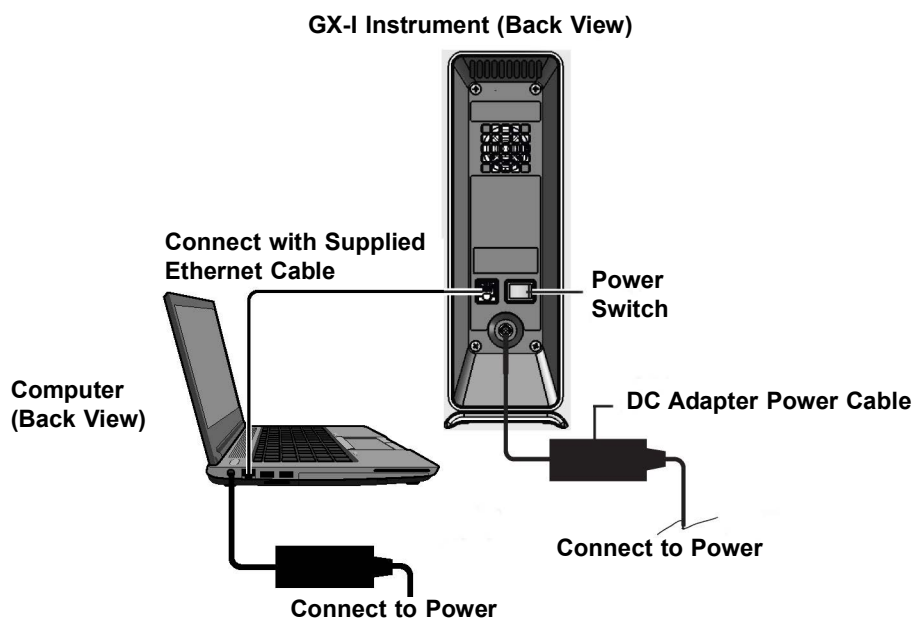 GX-I Instrument (Back View)
Connect with Supplied
Ethernet Cable
Power
Switch
Computer
(Back View)
DC Adapter Power Cable
Connect to Power
Connect to Power